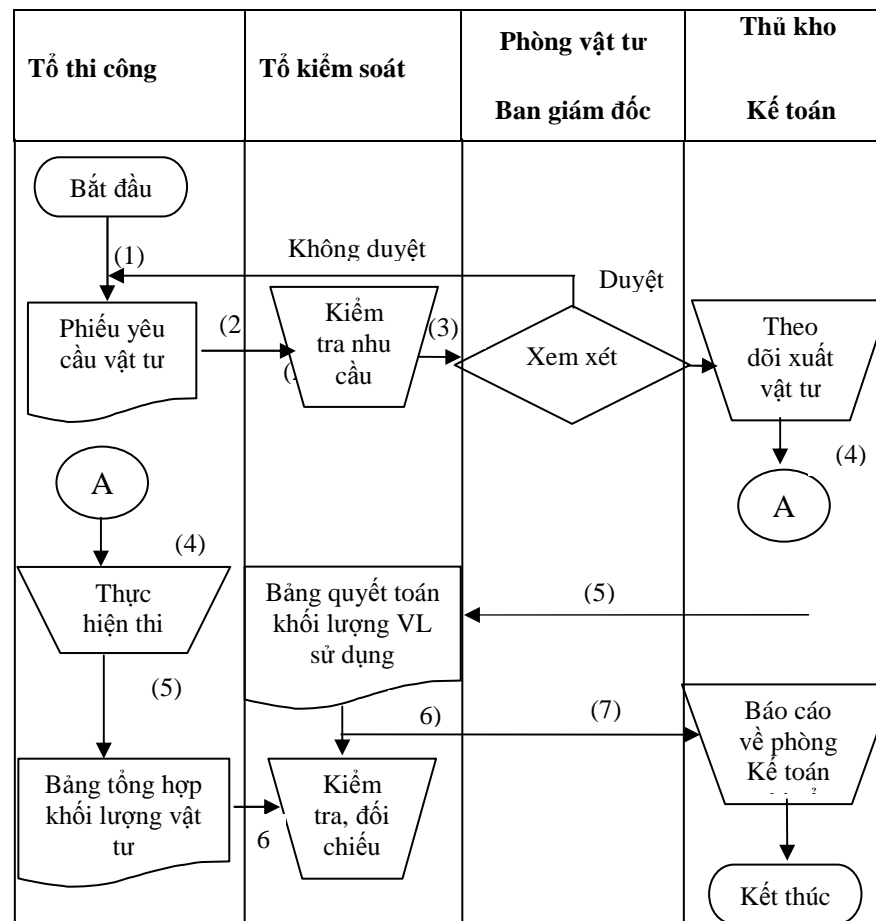 Tổ thi công
Tổ kiểm soát
Phòng vật tư
Ban giám đốc
Thủ kho
Kế toán
Bắt đầu
(1)
Không duyệt
Duyệt
Phiếu yêu
cầu vật tư
(2
Kiểm
tra nhu
cầu
(3)
Xem xét
Theo
dõi xuất
vật tư
(4)
A
A
(4)
Thực
hiện thi
(5)
Bảng quyết toán
khối lượng VL
sử dụng
(5)
6)
(7)
Báo cáo
về phòng
Kế toán
Bảng tổng hợp
khối lượng vật
tư
6
Kiểm
tra, đối
chiếu
Kết thúc